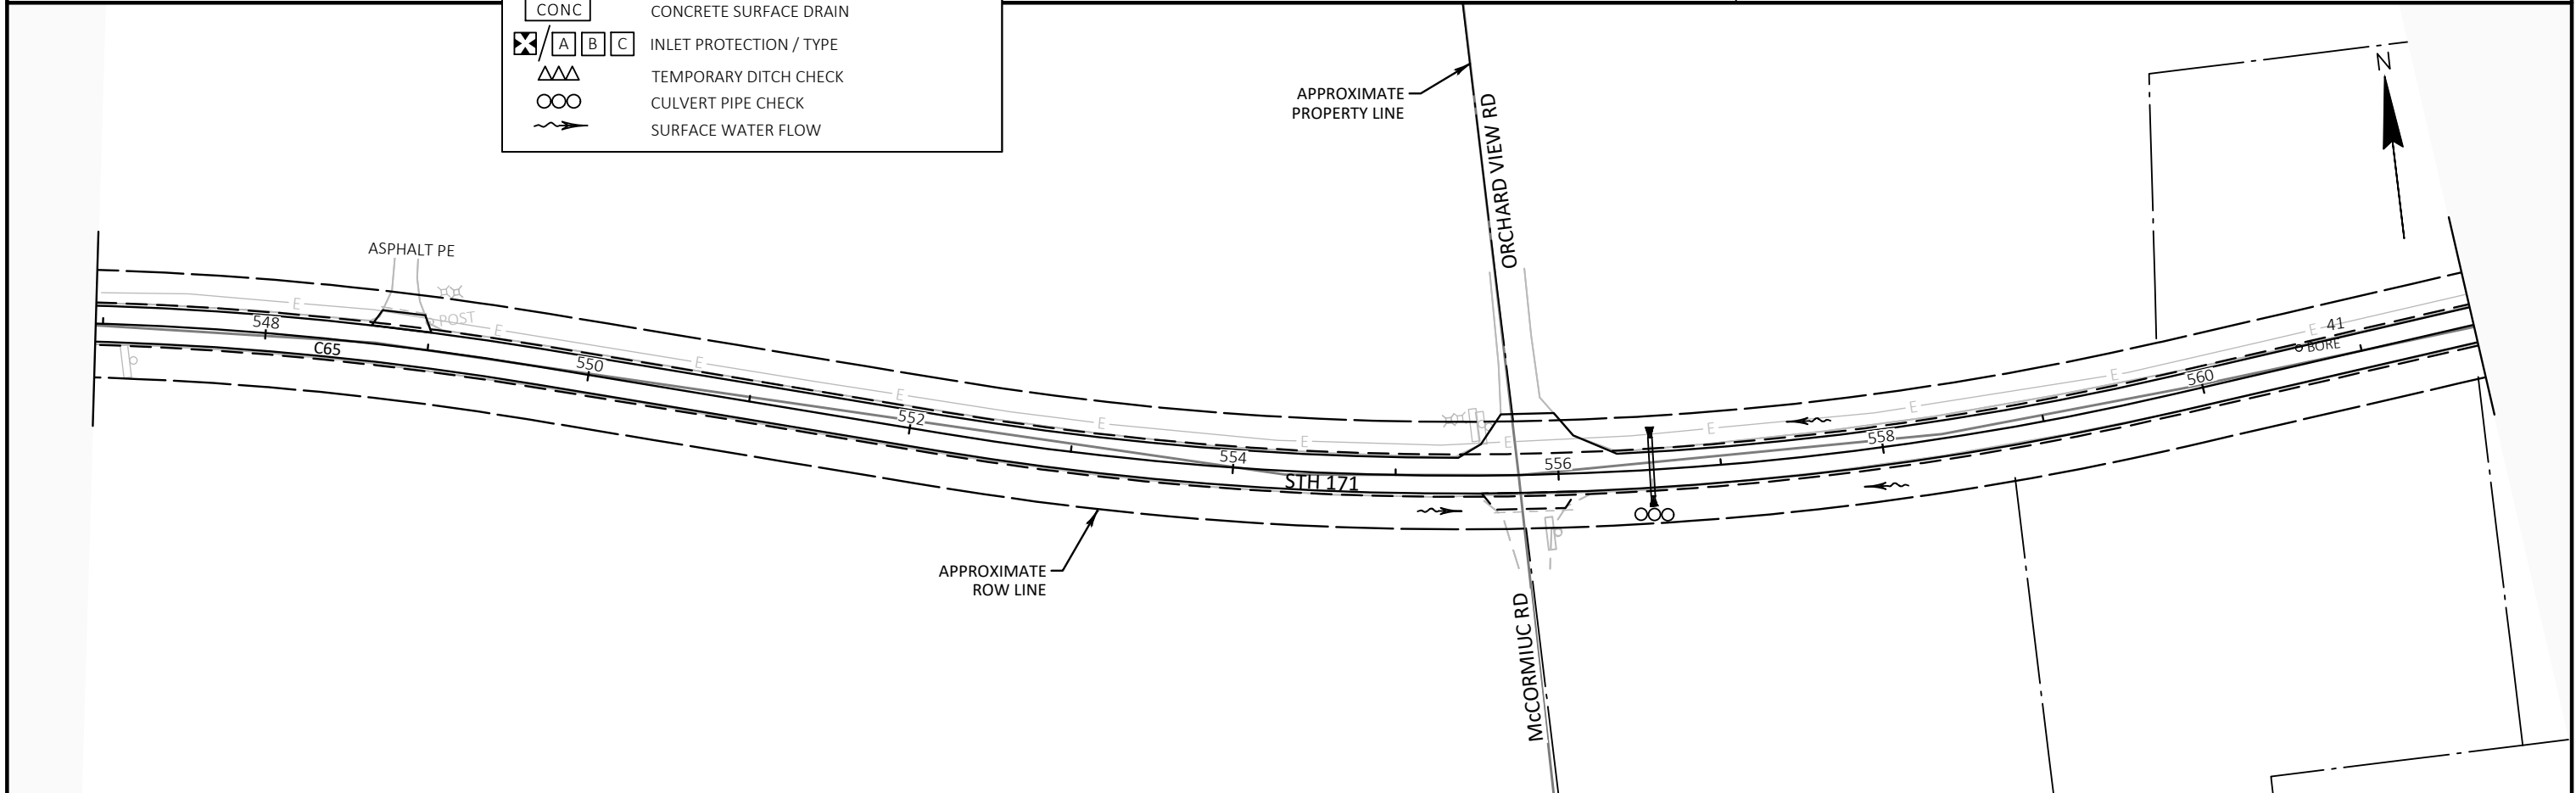 CONC CONCRETE SURFACE DRAIN
A B C INLET PROTECTION / TYPE
TEMPORARY DITCH CHECK
CULVERT PIPE CHECK
SURFACE WATER FLOW
APPROXIMATE
PROPERTY LINE
ORCHARD VIEW RD
N
ASPHALT PE
E
POST
E
E
E
E
E
E
E
E
E
E
41
BORE
548
C65
550
552
554
556
558
560
STH 171
APPROXIMATE
ROW LINE
McCORMIUC RD